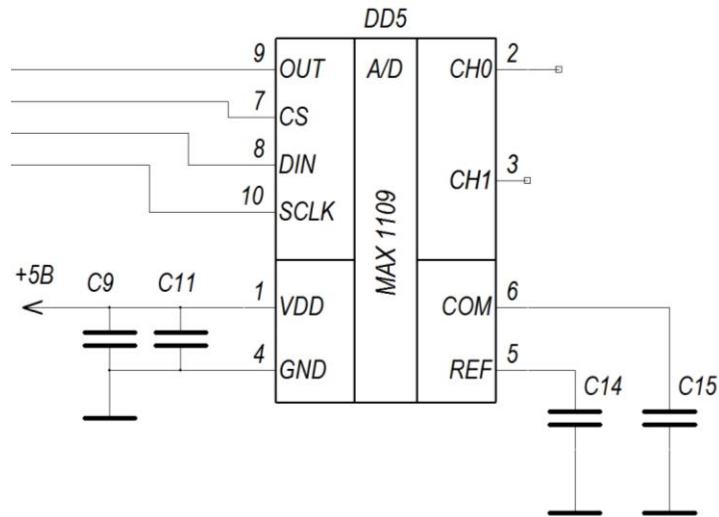 DD5
9 OUT A/D CH0 2
7 CS
8 DIN CH1 3
10 SCLK
MAX 1109
+5В C9 C11 1 VDD COM 6
4 GND REF 5
C14 C15